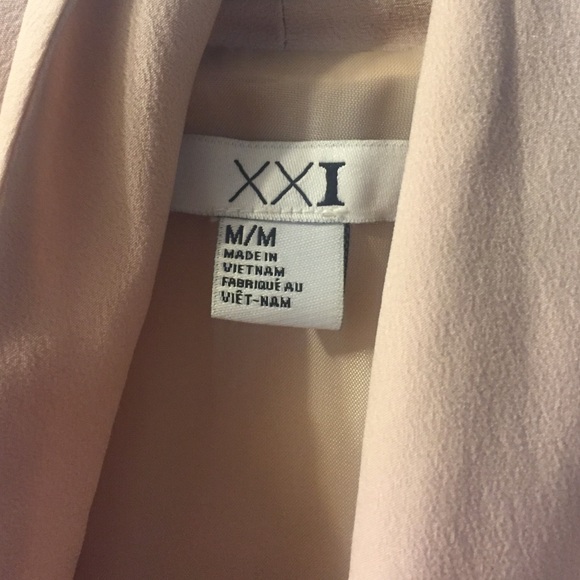 XXI
M/M
MADE IN
VIETNAM
FABRIQUÉ AU
VIÊT-NAM